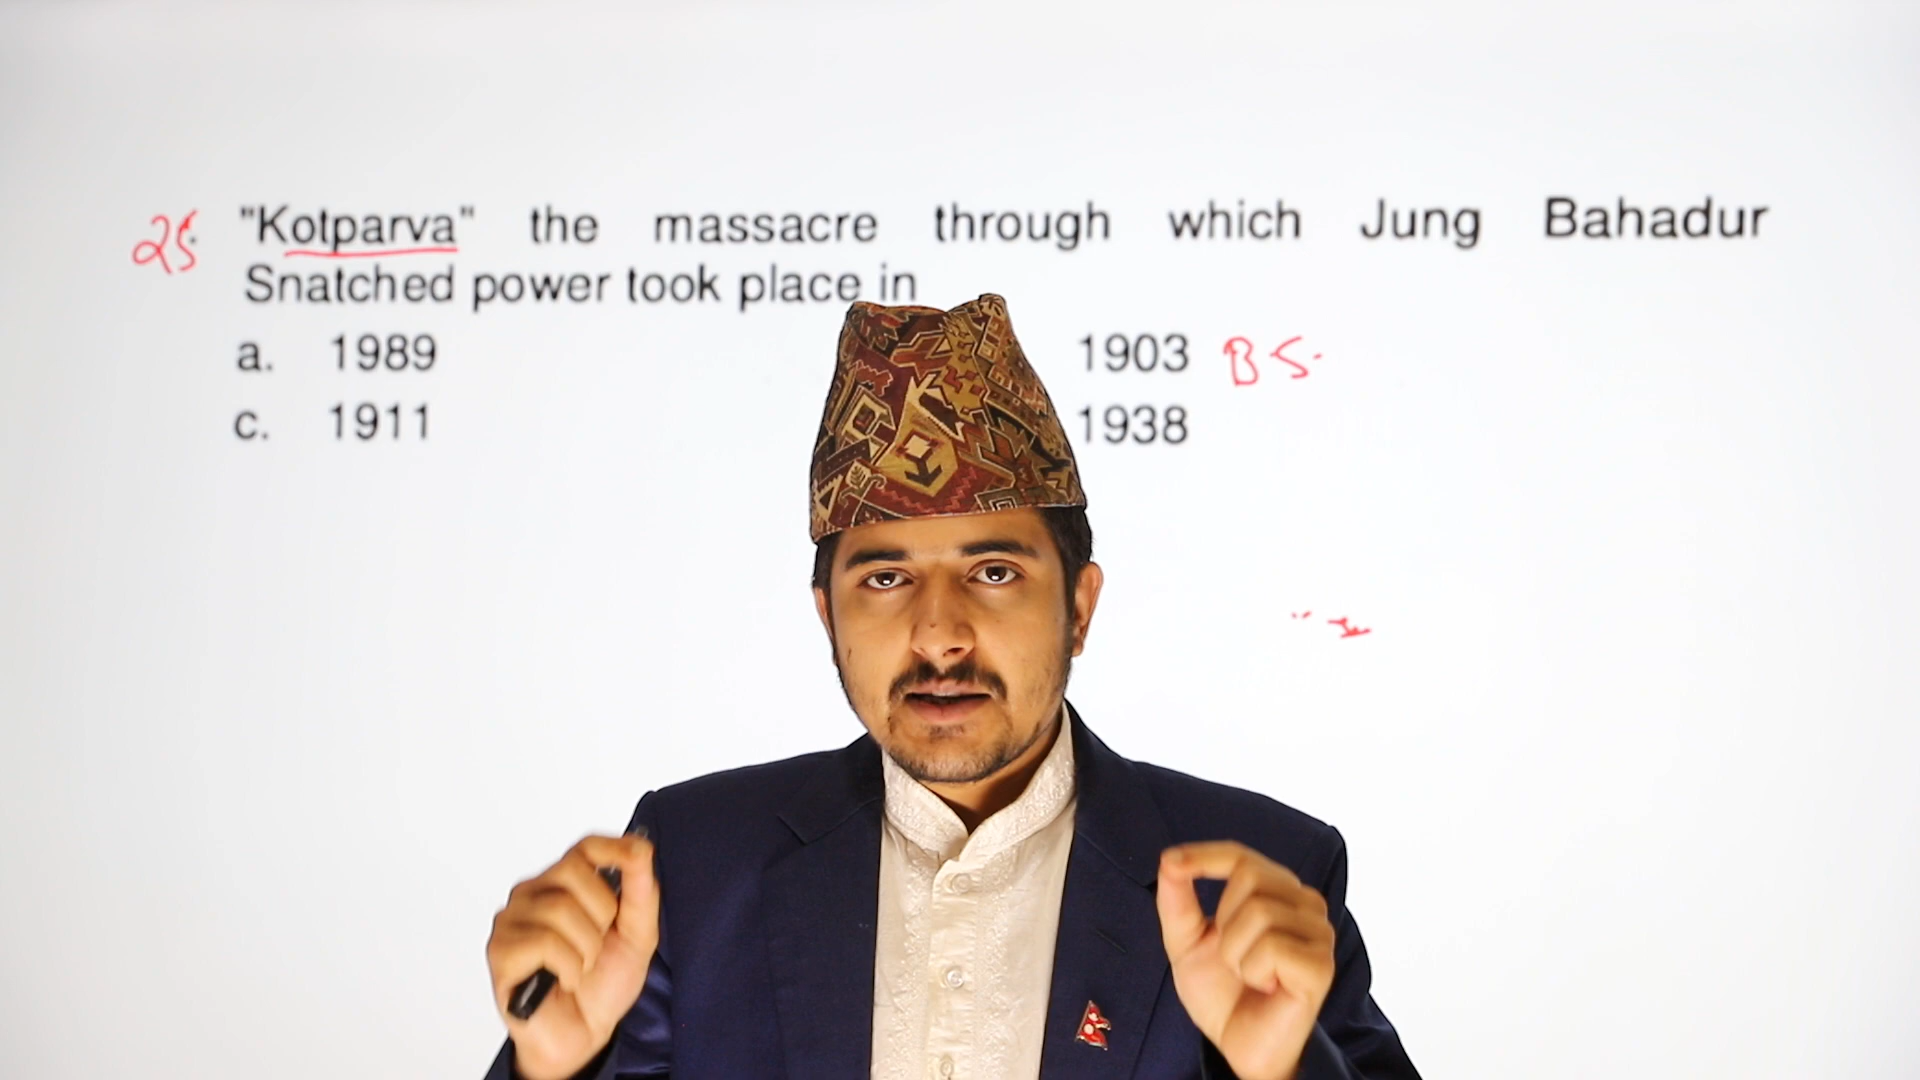 25. "Kotparva" the massacre through which Jung Bahadur
Snatched power took place in
a. 1989 1903 B S.
c. 1911 1938